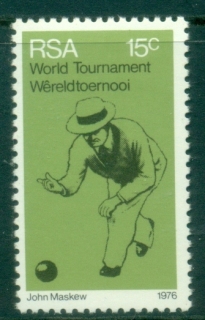 RSA 15c
World Tournament
Wêreldtoernooi
John Maskew 1976